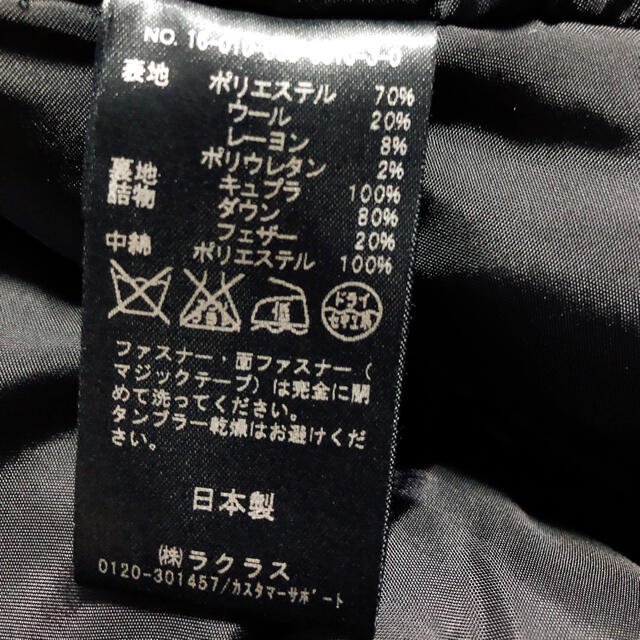 表地 ポリエステル 70%
ウール 20%
レーヨン 8%
ポリウレタン 2%
裏地 キュプラ 100%
詰物 ダウン 80%
フェザー 20%
中綿 ポリエステル 100%
低 ドライ セキユ系
ファスナー・面ファスナー(
マジックテープ)は完全に閉
めて洗ってください。
タンブラー乾燥はお避けくだ
さい。
日本製
(株)ラクラス
0120-301457/カスタマーサポート